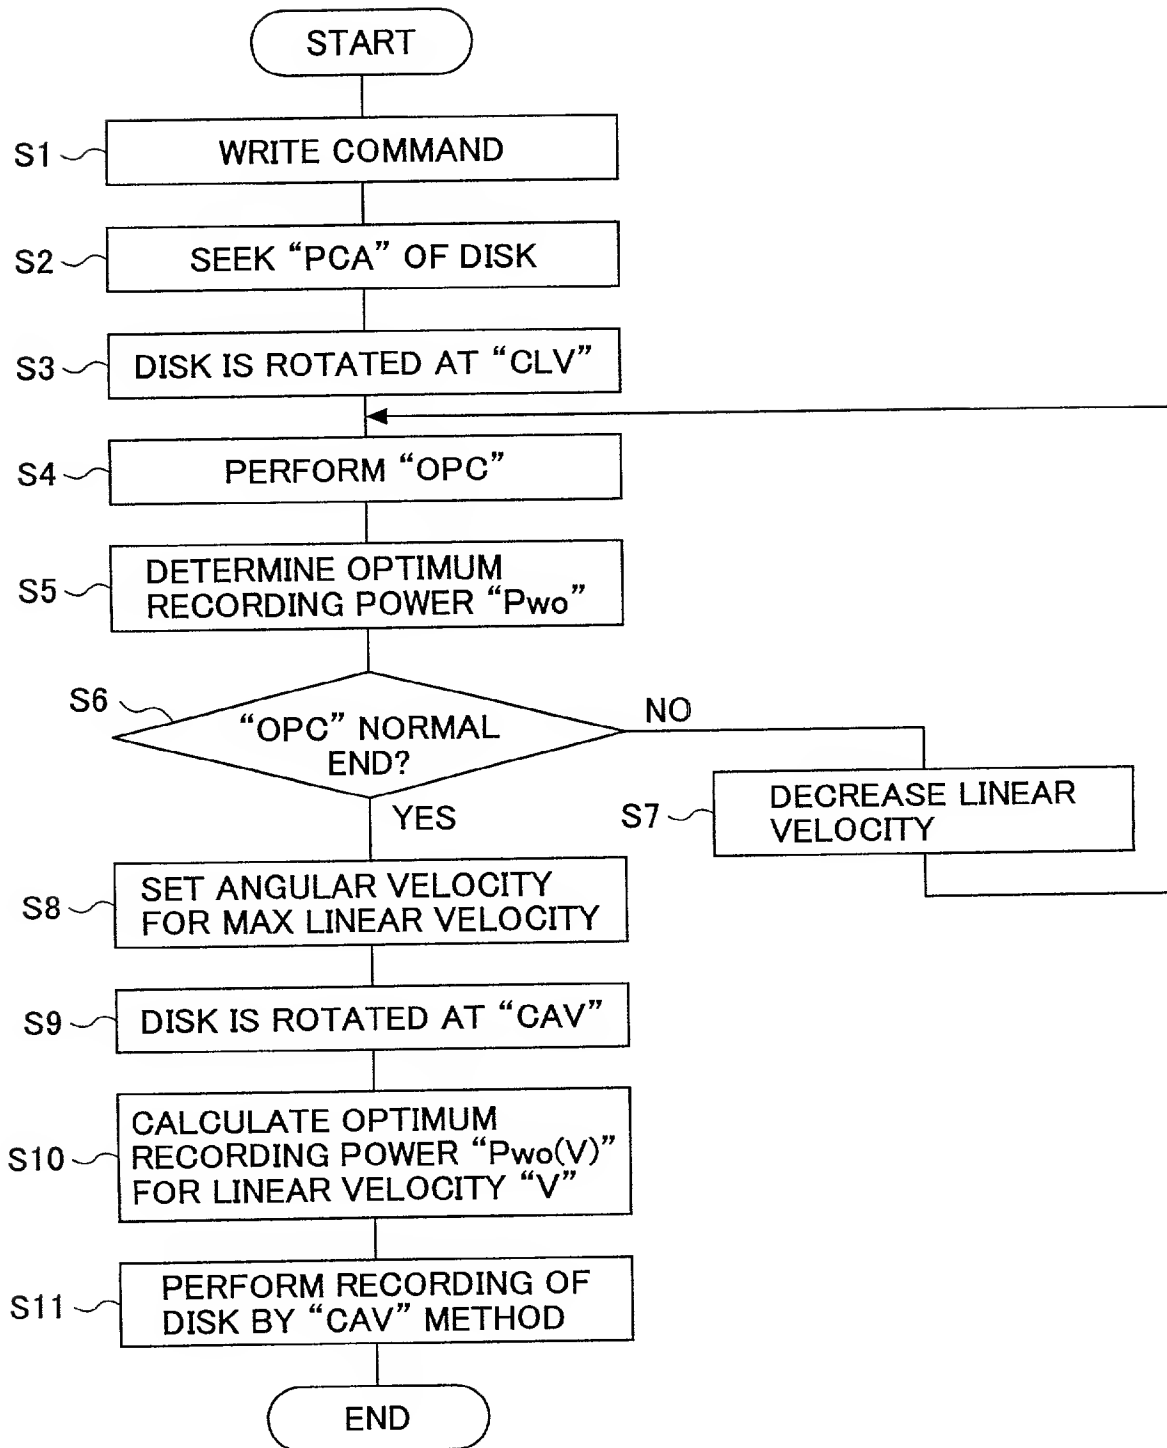 START
S1
WRITE COMMAND
S2
SEEK “PCA” OF DISK
S3
DISK IS ROTATED AT “CLV”
S4
PERFORM “OPC”
S5
DETERMINE OPTIMUM
RECORDING POWER “Pwo”
S6
“OPC” NORMAL
END?
NO
YES
S7
DECREASE LINEAR
VELOCITY
S8
SET ANGULAR VELOCITY
FOR MAX LINEAR VELOCITY
S9
DISK IS ROTATED AT “CAV”
S10
CALCULATE OPTIMUM
RECORDING POWER “Pwo(V)”
FOR LINEAR VELOCITY “V”
S11
PERFORM RECORDING OF
DISK BY “CAV” METHOD
END